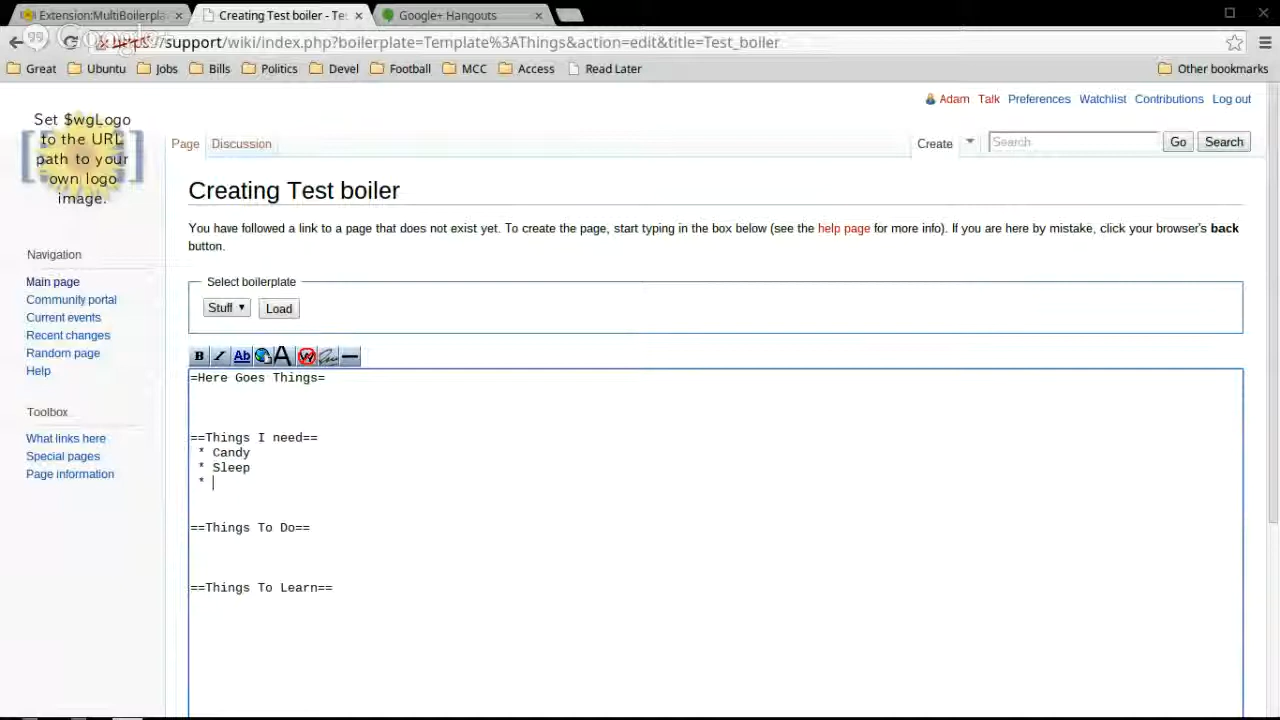 Extension:MultiBoilerpla
Creating Test boiler - Tes
Google+ Hangouts
//support/wiki/index.php?boilerplate=Template%3AThings&action=edit&title=Test_boiler
Great Ubuntu Jobs Bills Politics Devel Football MCC Access Read Later Other bookmarks
Adam Talk Preferences Watchlist Contributions Log out
Set $wgLogo
to the URL
path to your
own logo
image.
Page Discussion Create Search Go Search
Creating Test boiler
You have followed a link to a page that does not exist yet. To create the page, start typing in the box below (see the help page for more info). If you are here by mistake, click your browser's back
button.
Navigation
Main page
Community portal
Current events
Recent changes
Random page
Help
Toolbox
What links here
Special pages
Page information
Select boilerplate
Stuff Load
B I Ab A W
=Here Goes Things=
==Things I need==
* Candy
* Sleep
*
==Things To Do==
==Things To Learn==